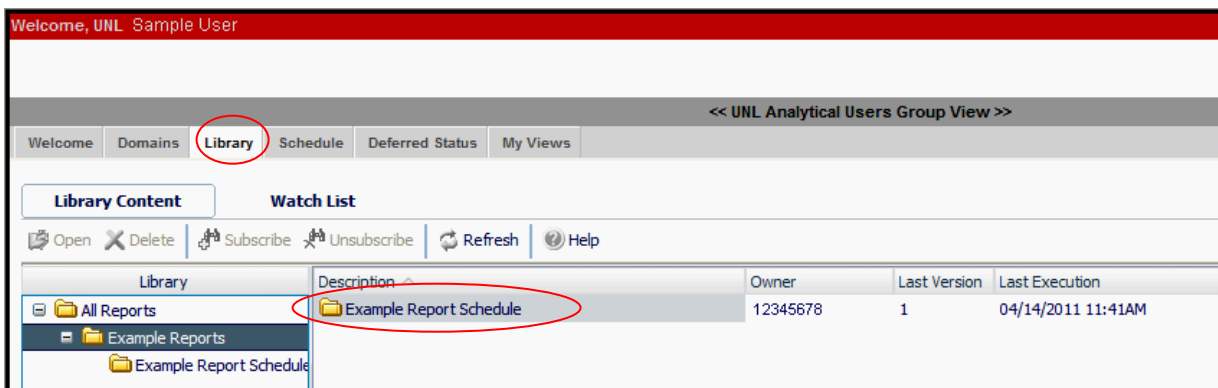 Welcome, UNL Sample User
<< UNL Analytical Users Group View >>
Welcome Domains Library Schedule Deferred Status My Views
Library Content Watch List
Open Delete Subscribe Unsubscribe Refresh Help
Library Description Owner Last Version Last Execution
All Reports Example Report Schedule 12345678 1 04/14/2011 11:41AM
Example Reports
Example Report Schedule